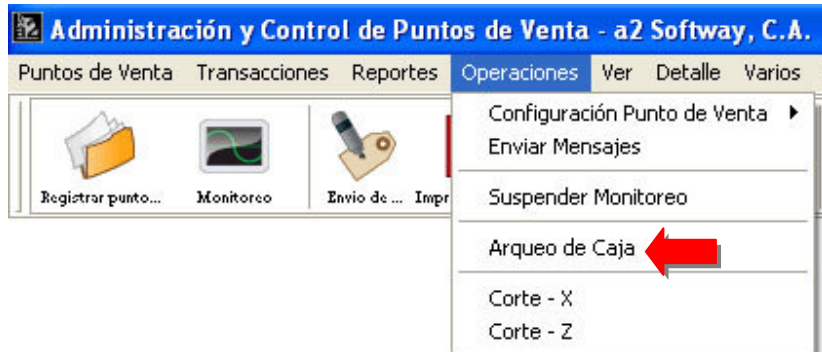 Administración y Control de Puntos de Venta - a2 Softway, C.A.
Puntos de Venta Transacciones Reportes Operaciones Ver Detalle Varios
Configuración Punto de Venta
Enviar Mensajes
Suspender Monitoreo
Arqueo de Caja
Corte - X
Corte - Z
Registrar punto... Monitoreo Envio de ... Impr